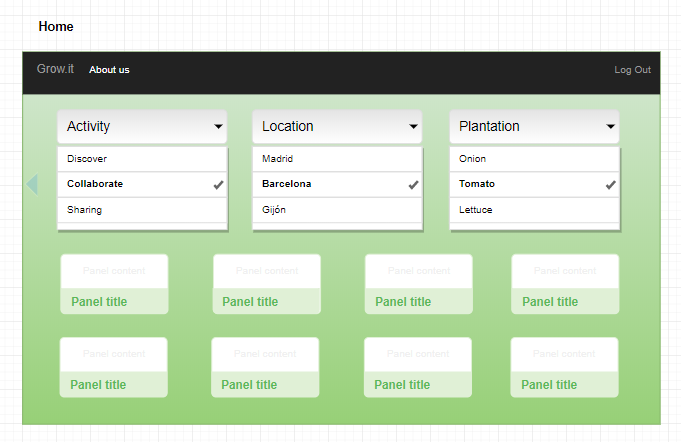 Home
Grow.it About us Log Out
Activity Location Plantation
Discover Madrid Onion
Collaborate Barcelona Tomato
Sharing Gijón Lettuce
Panel content Panel content Panel content Panel content
Panel title Panel title Panel title Panel title
Panel content Panel content Panel content Panel content
Panel title Panel title Panel title Panel title